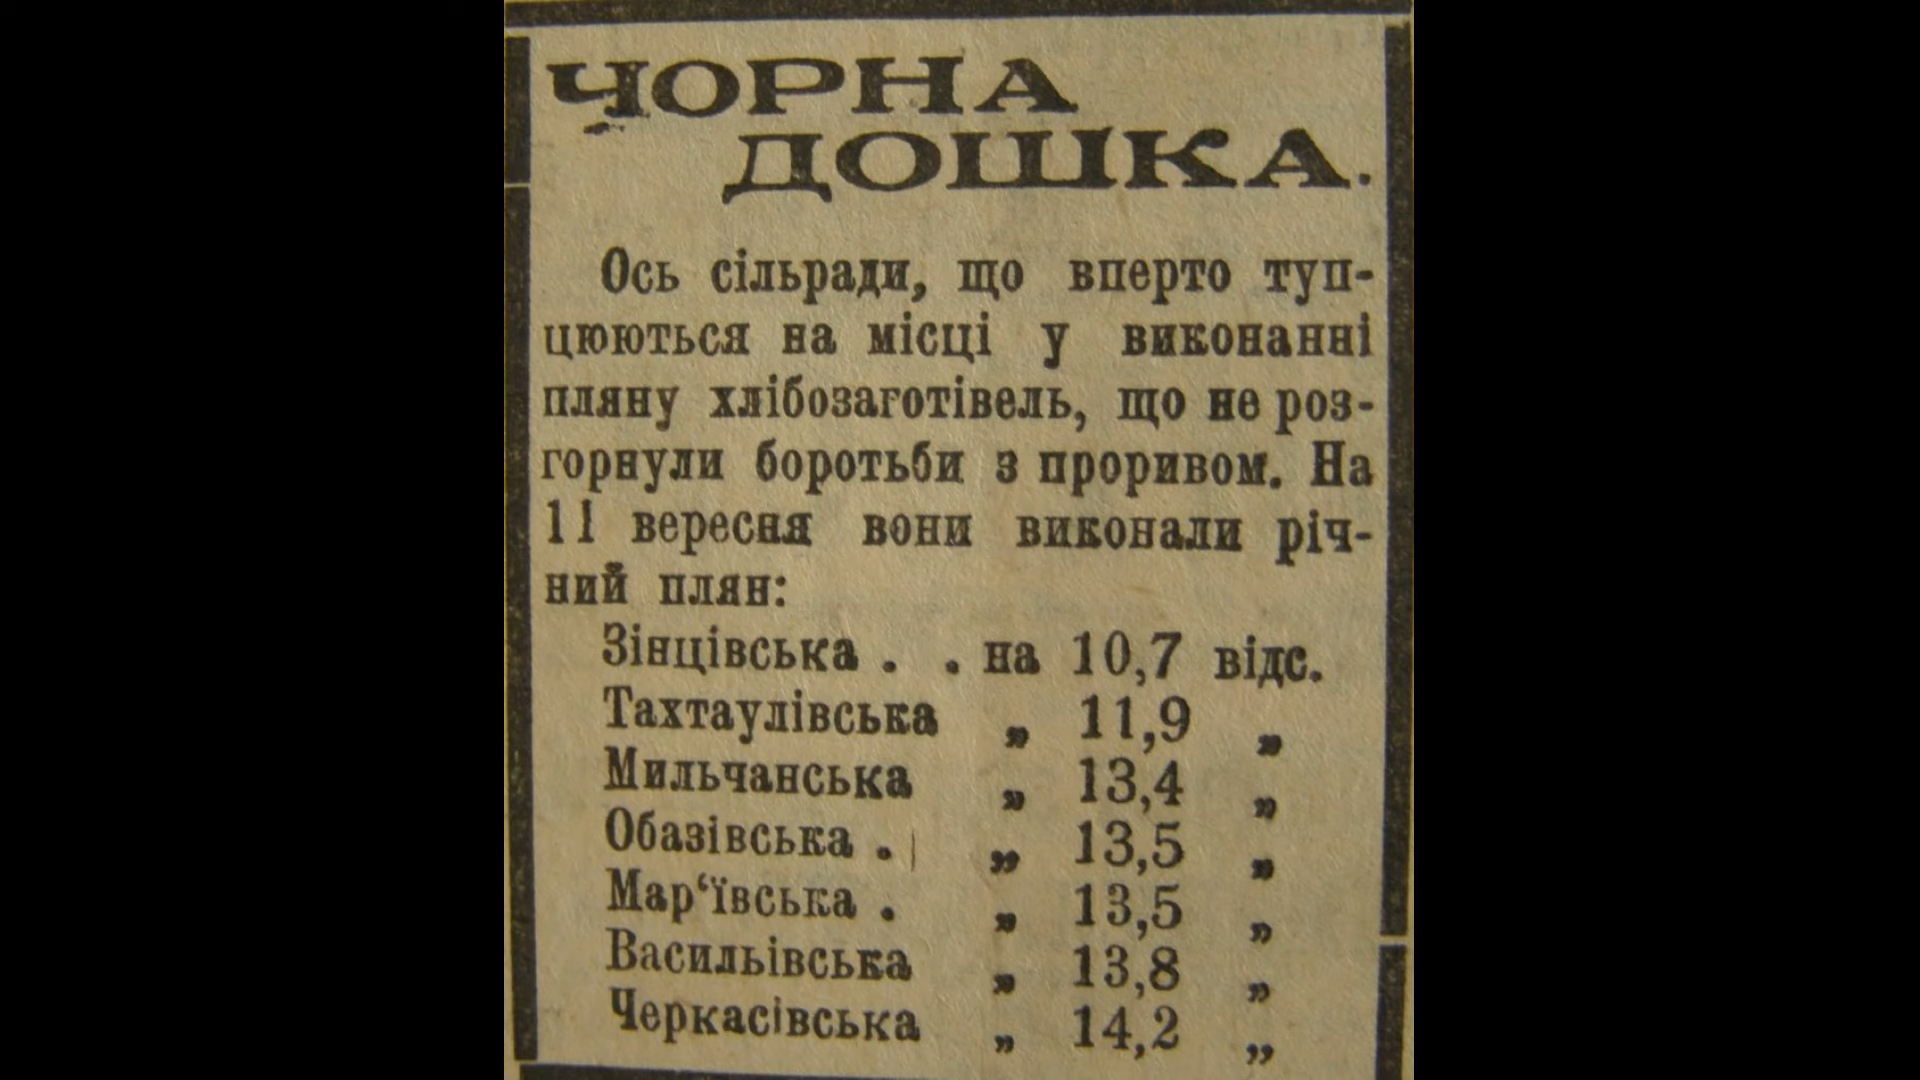 ЧОРНА
ДОШКА.
Ось сільради, що вперто туп-
цюються на місці у виконанні
пляну хлібозаготівель, що не роз-
горнули боротьби з проривом. На
11 вересня вони виконали річ-
ний плян:
Зінцівська . . на 10,7 відс.
Тахтаулівська „ 11,9 „
Мильчанська „ 13,4 „
Обазівська . „ 13,5 „
Мар‘ївська . „ 13,5 „
Васильівська „ 13,8 „
Черкасівська „ 14,2 „